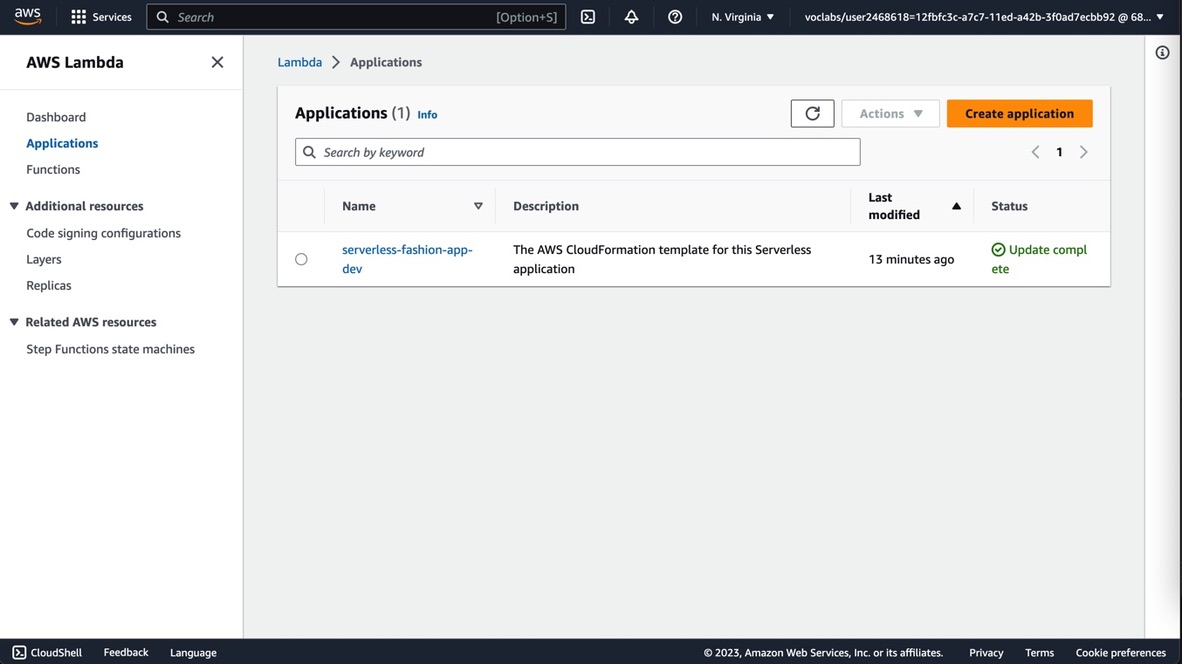 aws
Services
Search
[Option+S]
N. Virginia
voclabs/user2468618=12fbfc3c-a7c7-11ed-a42b-3f0ad7ecbb92 @ 68...
AWS Lambda
Dashboard
Applications
Functions
Additional resources
Code signing configurations
Layers
Replicas
Related AWS resources
Step Functions state machines
Lambda
Applications
Applications (1) Info
Actions
Create application
Search by keyword
1
Name
Description
Last
modified
Status
serverless-fashion-app-
dev
The AWS CloudFormation template for this Serverless
application
13 minutes ago
Update compl
ete
CloudShell
Feedback
Language
© 2023, Amazon Web Services, Inc. or its affiliates.
Privacy
Terms
Cookie preferences